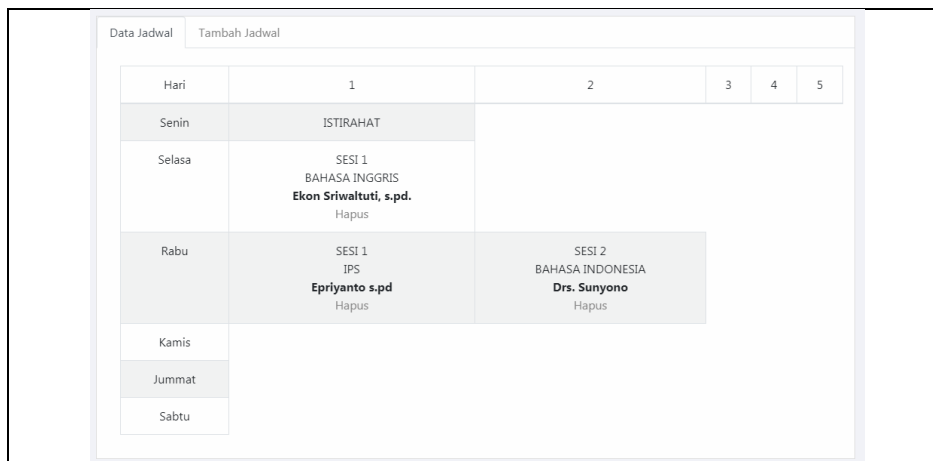 Data Jadwal Tambah Jadwal
Hari 1 2 3 4 5
Senin ISTIRAHAT
Selasa SESI 1
BAHASA INGGRIS
Ekon Sriwaltuti, s.pd.
Hapus
Rabu SESI 1 SESI 2
IPS BAHASA INDONESIA
Epriyanto s.pd Drs. Sunyono
Hapus Hapus
Kamis
Jummat
Sabtu